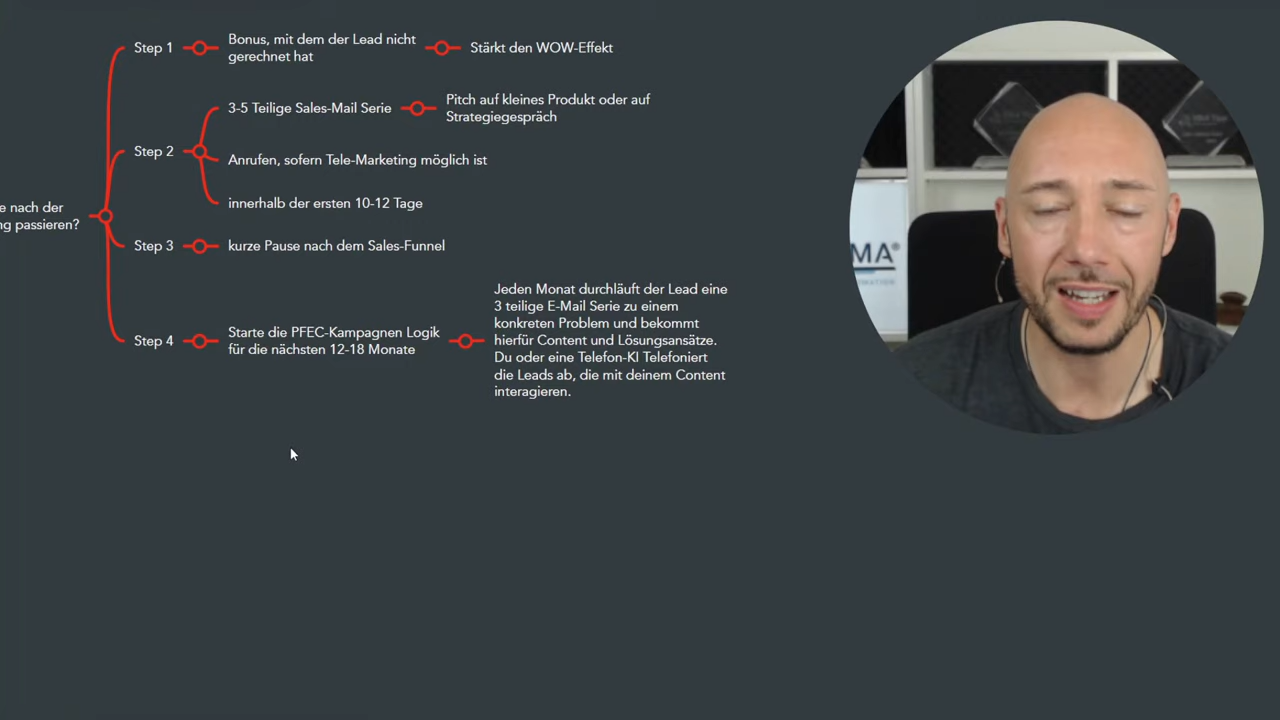 Step 1
Bonus, mit dem der Lead nicht
gerechnet hat
Stärkt den WOW-Effekt
Step 2
3-5 Teilige Sales-Mail Serie
Pitch auf kleines Produkt oder auf
Strategiegespräch
Anrufen, sofern Tele-Marketing möglich ist
innerhalb der ersten 10-12 Tage
e nach der
ng passieren?
Step 3
kurze Pause nach dem Sales-Funnel
Step 4
Starte die PFEC-Kampagnen Logik
für die nächsten 12-18 Monate
Jeden Monat durchläuft der Lead eine
3 teilige E-Mail Serie zu einem
konkreten Problem und bekommt
hierfür Content und Lösungsansätze.
Du oder eine Telefon-KI Telefoniert
die Leads ab, die mit deinem Content
interagieren.
MA®